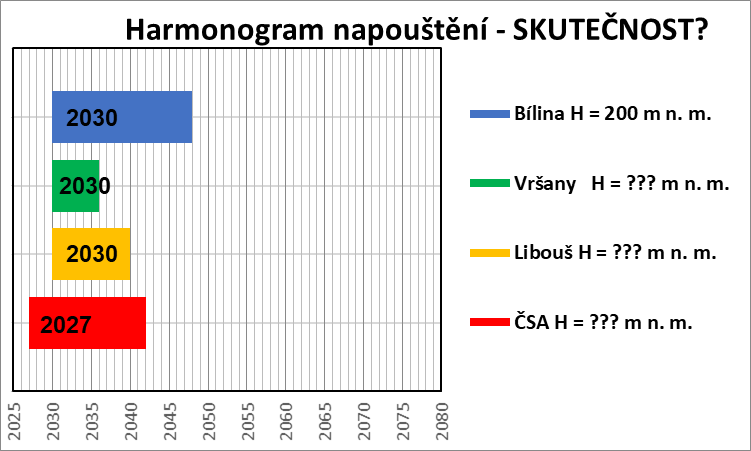 Harmonogram napouštění - SKUTEČNOST?
2030
Bílina H = 200 m n. m.
2030
Vršany H = ??? m n. m.
2030
Libouš H = ??? m n. m.
2027
ČSA H = ??? m n. m.
2025 2030 2035 2040 2045 2050 2055 2060 2065 2070 2075 2080